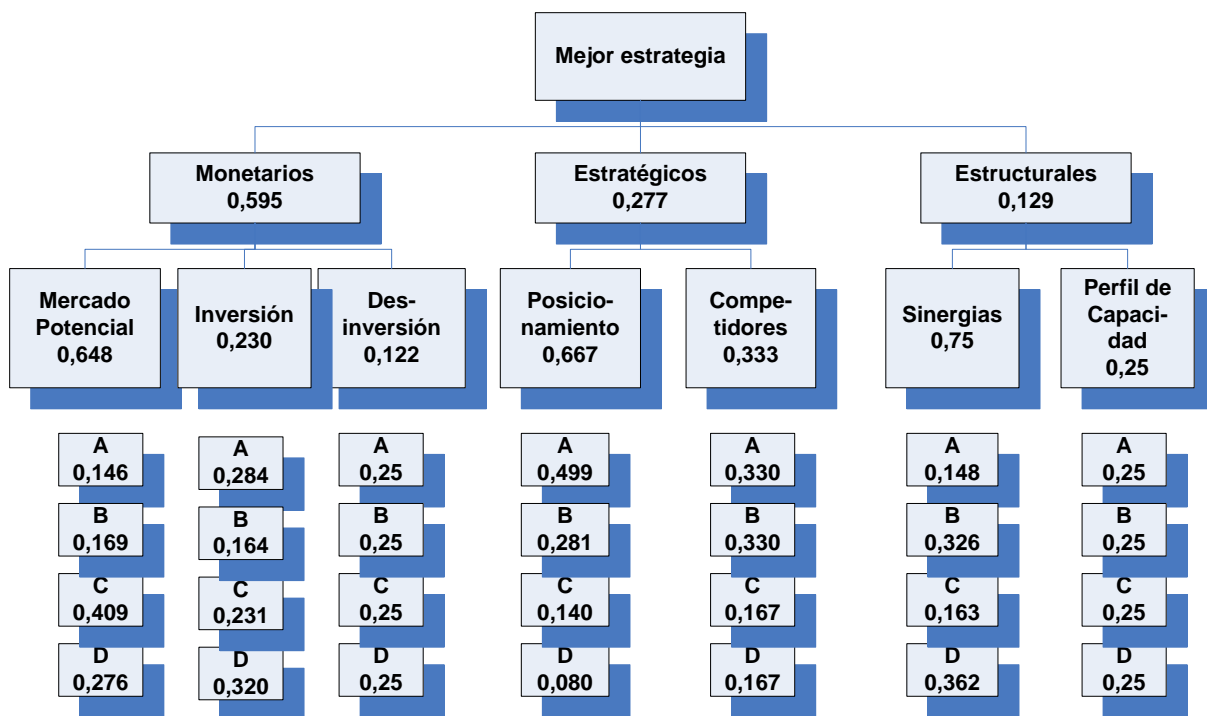 Mejor estrategia
Monetarios
0,595
Estratégicos
0,277
Estructurales
0,129
Mercado
Potencial
0,648
Inversión
0,230
Des-
inversión
0,122
Posicio-
namiento
0,667
Compe-
tidores
0,333
Sinergias
0,75
Perfil de
Capaci-
dad
0,25
A
0,146
A
0,284
A
0,25
A
0,499
A
0,330
A
0,148
A
0,25
B
0,169
B
0,164
B
0,25
B
0,281
B
0,330
B
0,326
B
0,25
C
0,409
C
0,231
C
0,25
C
0,140
C
0,167
C
0,163
C
0,25
D
0,276
D
0,320
D
0,25
D
0,080
D
0,167
D
0,362
D
0,25